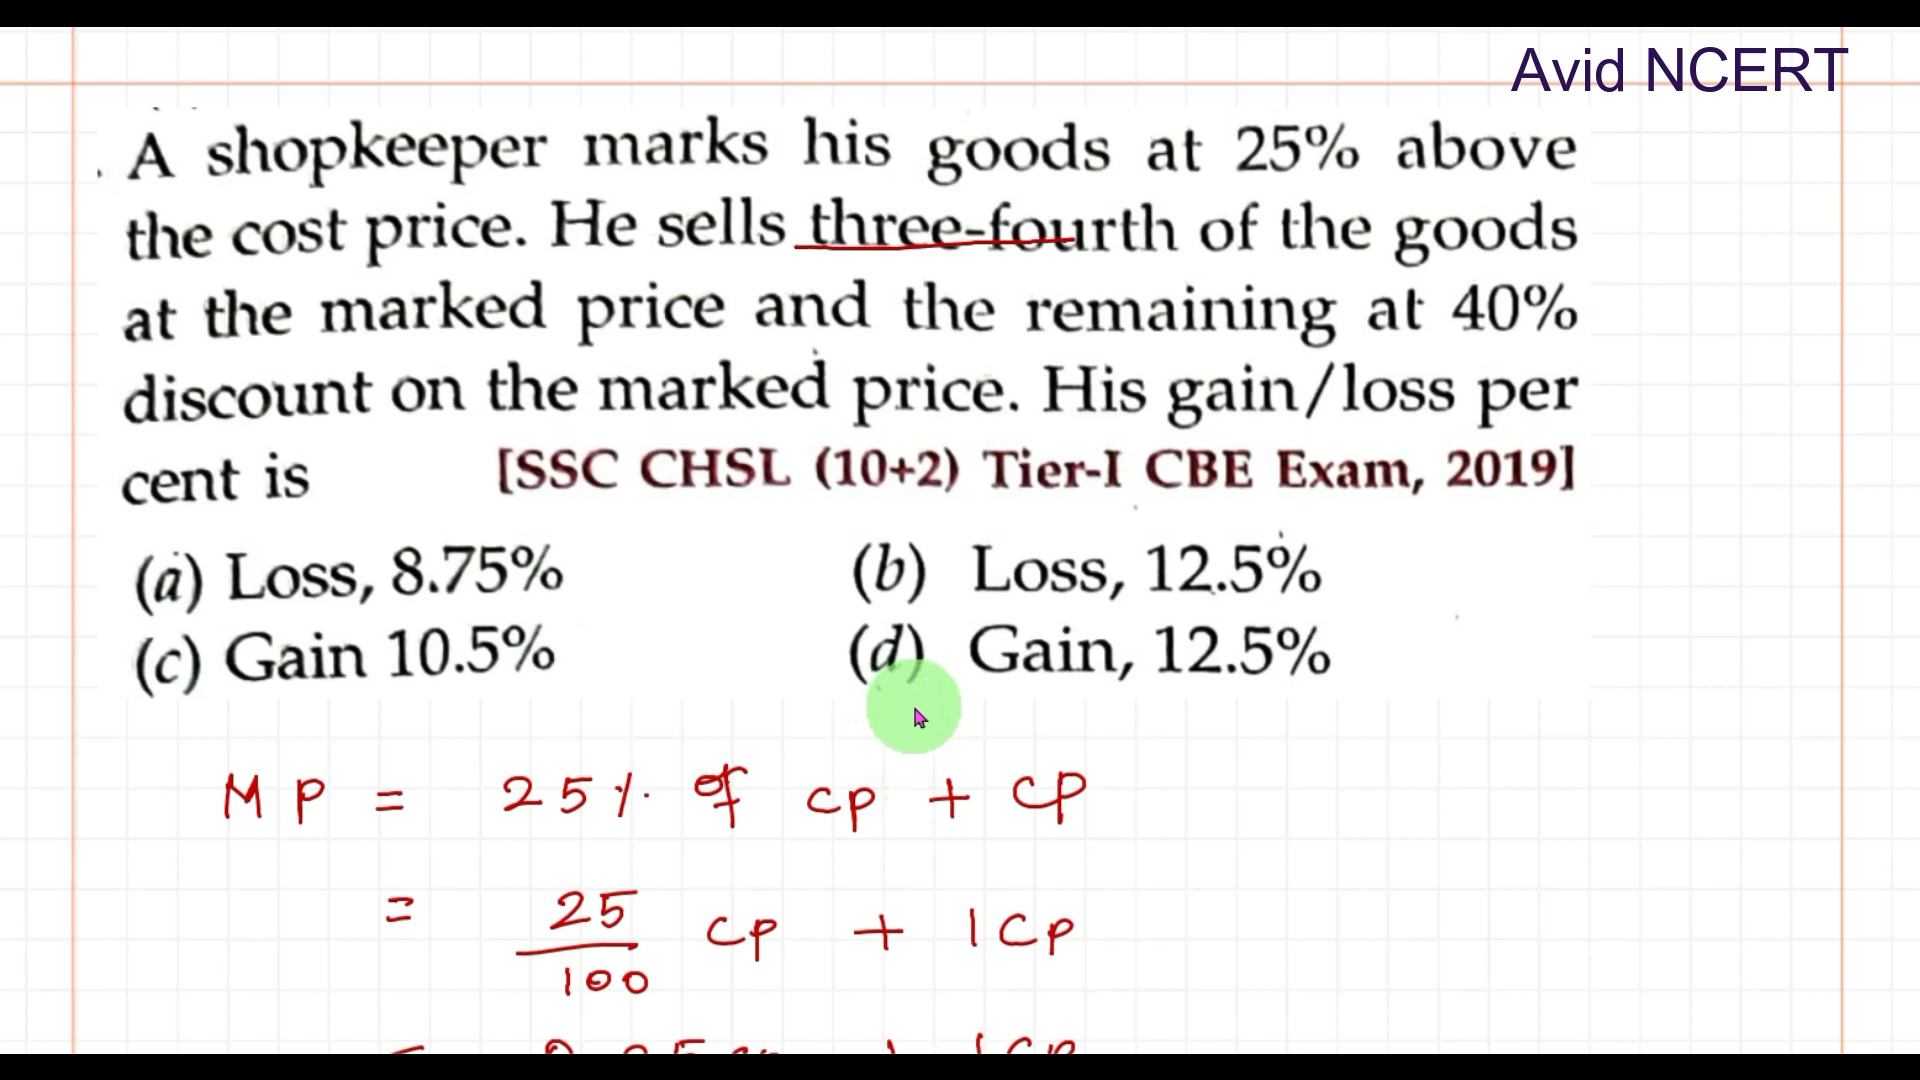 Avid NCERT
A shopkeeper marks his goods at 25% above
the cost price. He sells three-fourth of the goods
at the marked price and the remaining at 40%
discount on the marked price. His gain/loss per
cent is [SSC CHSL (10+2) Tier-I CBE Exam, 2019]
(a) Loss, 8.75% (b) Loss, 12.5%
(c) Gain 10.5% (d) Gain, 12.5%
MP = 25% of CP + CP
= 25/100 CP + 1CP